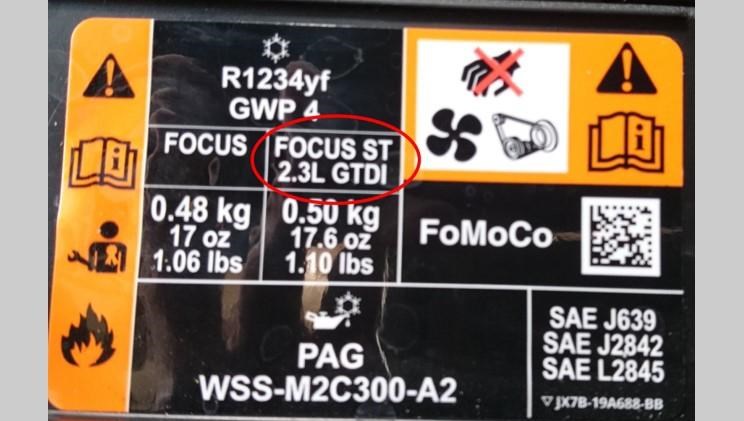 R1234yf
GWP 4
FOCUS
FOCUS ST
2.3L GTDI
0.48 kg
17 oz
1.06 lbs
0.50 kg
17.6 oz
1.10 lbs
FoMoCo
PAG
WSS-M2C300-A2
SAE J639
SAE J2842
SAE L2845
JX7B-19A688-BB